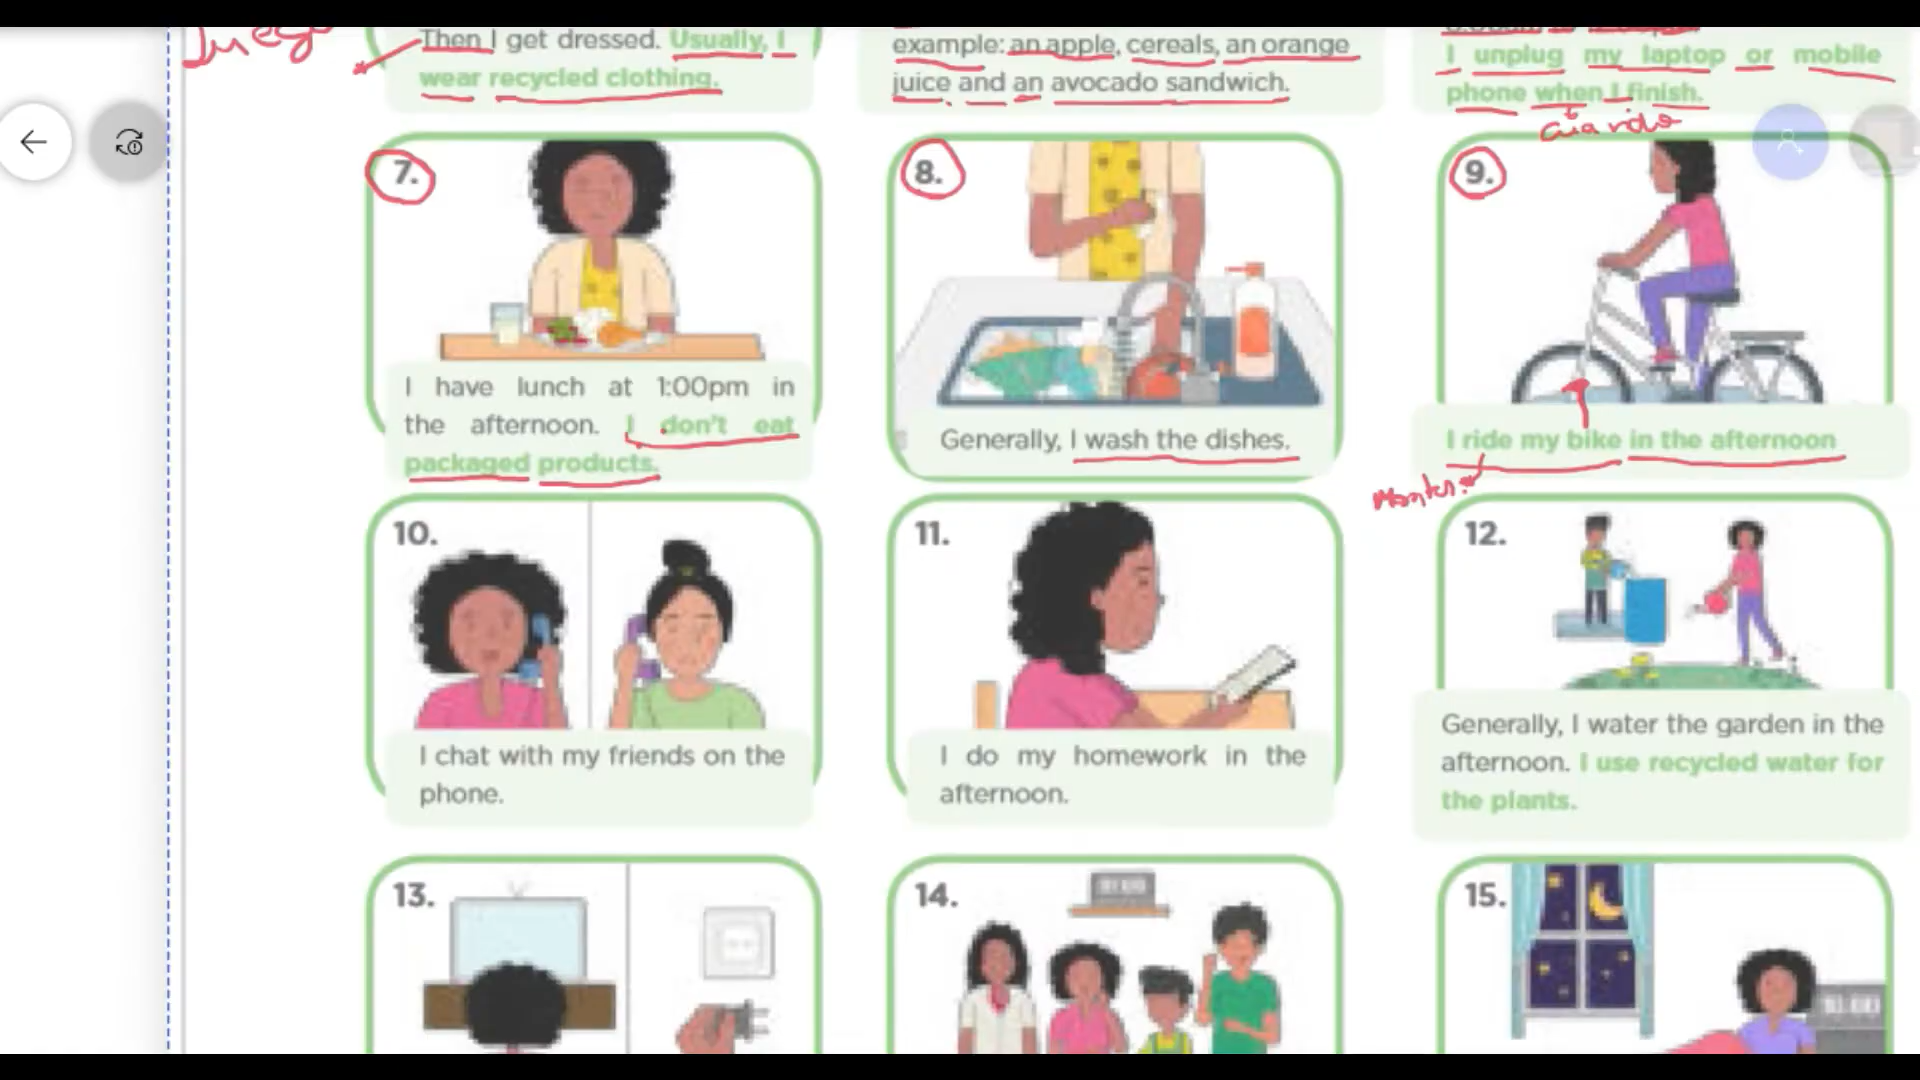 Luego
Then I get dressed. Usually, I
wear recycled clothing.
example: an apple, cereals, an orange
juice and an avocado sandwich.
I unplug my laptop or mobile
phone when I finish.
7.
I have lunch at 1:00pm in
the afternoon. I don't eat
packaged products.
8.
Generally, I wash the dishes.
9.
I ride my bike in the afternoon
10.
I chat with my friends on the
phone.
11.
I do my homework in the
afternoon.
12.
Generally, I water the garden in the
afternoon. I use recycled water for
the plants.
13.
14.
15.